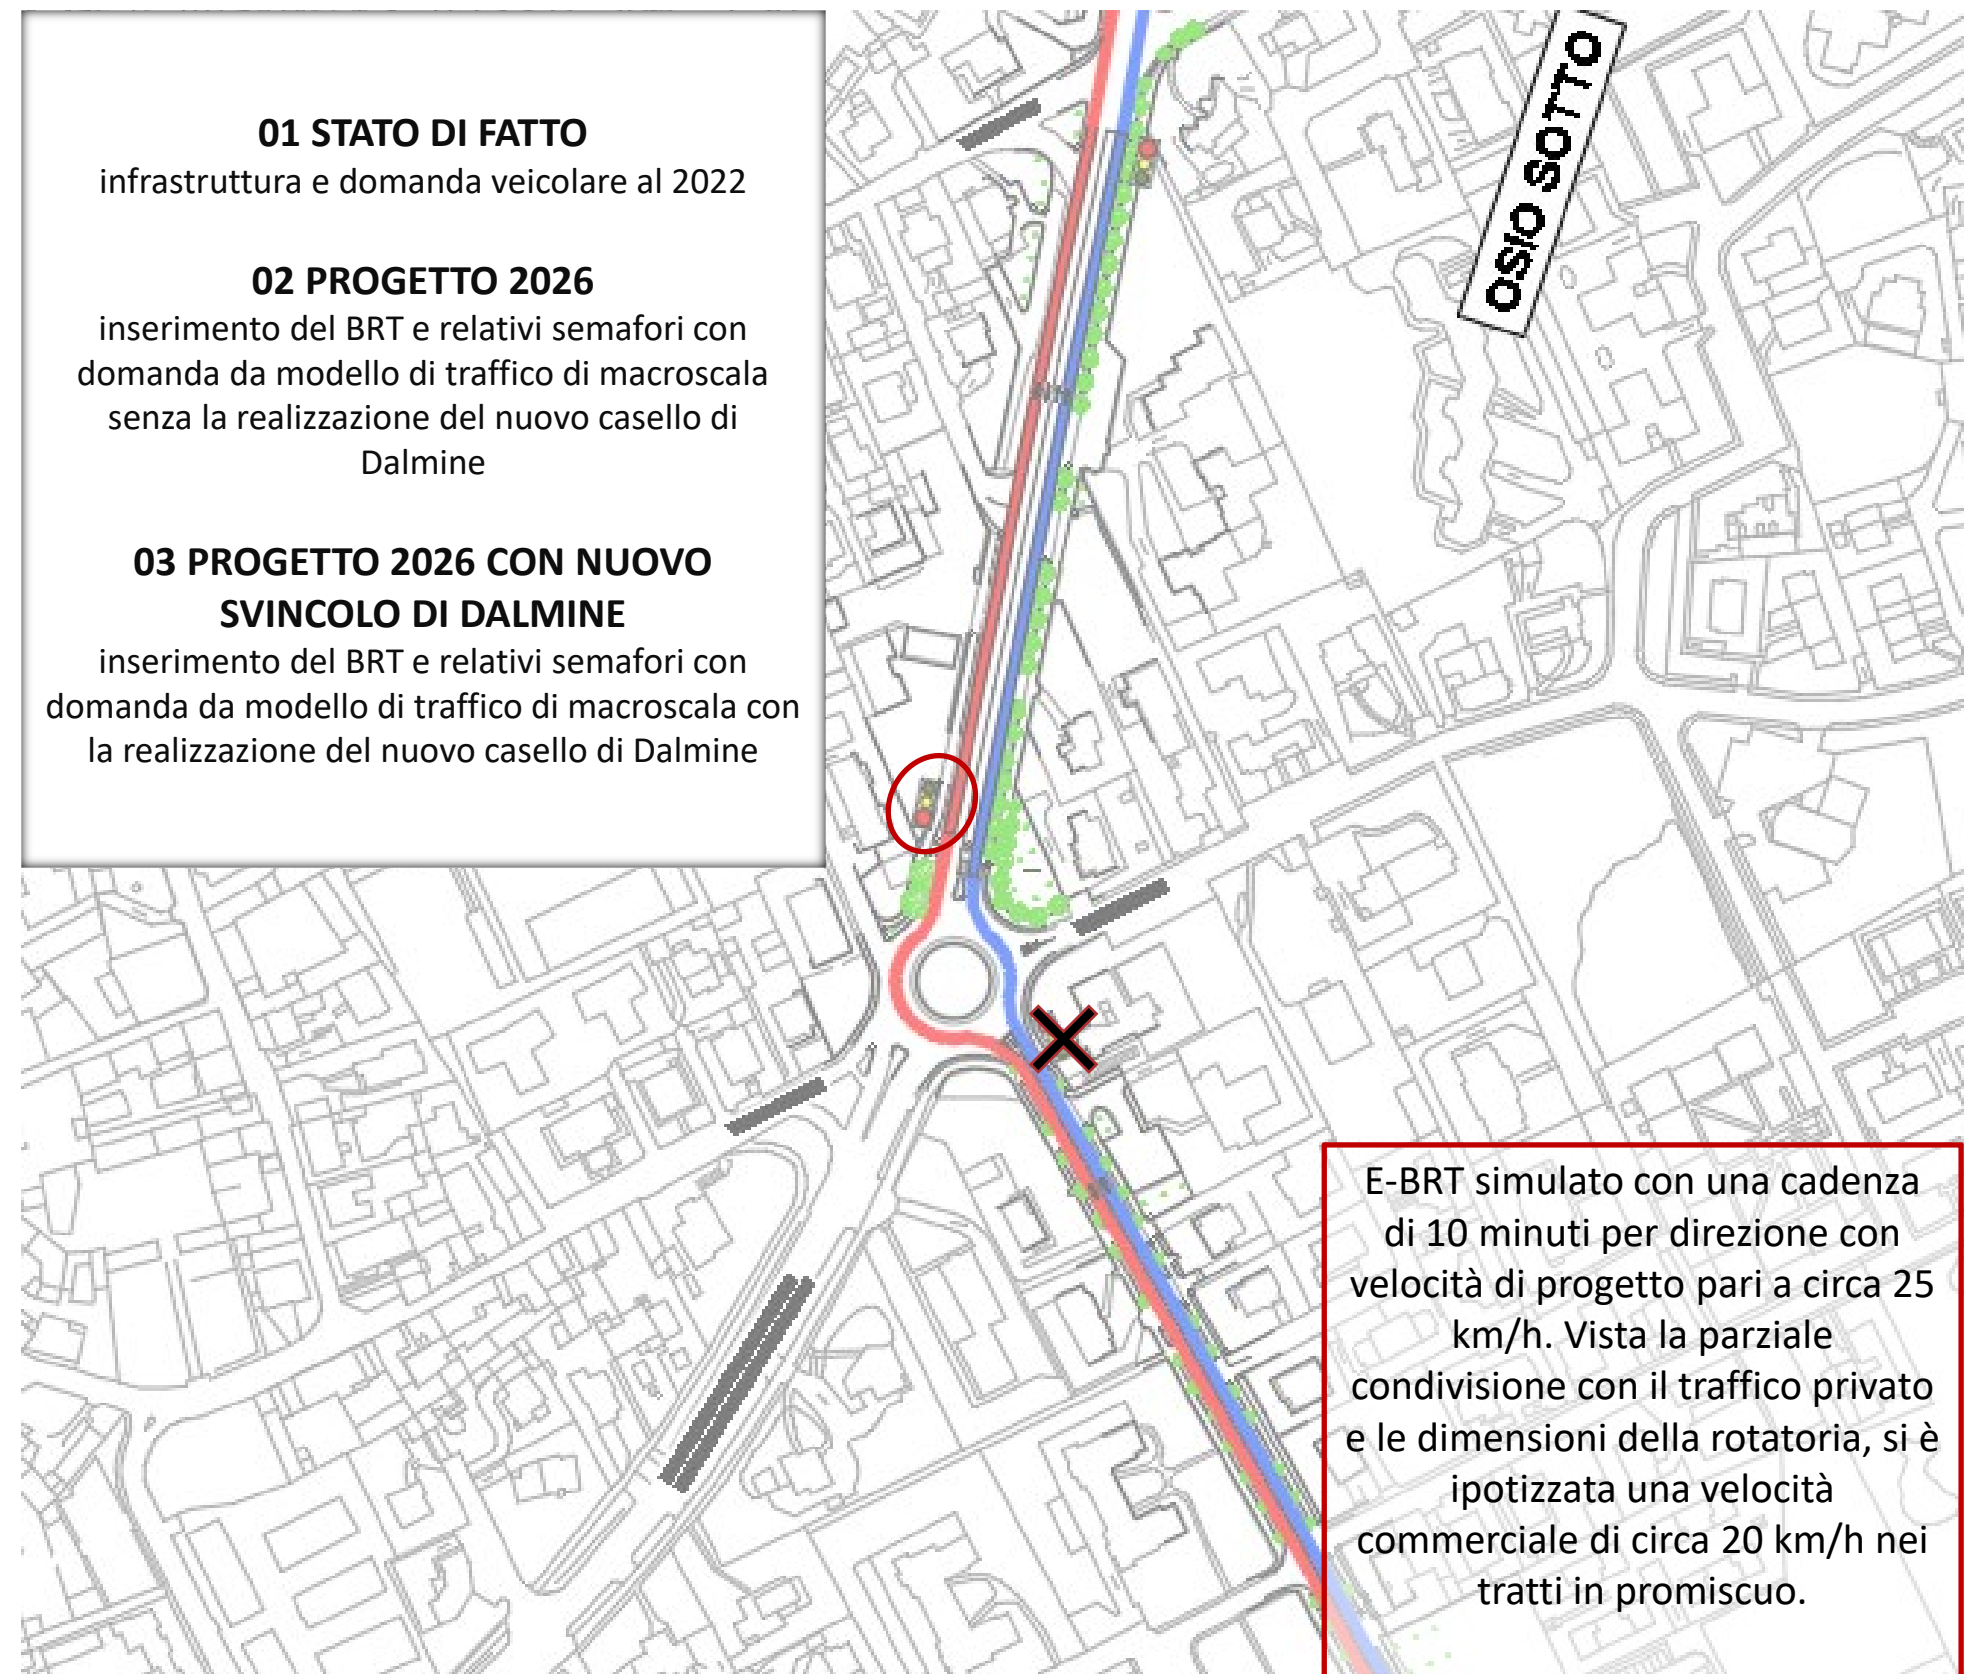 01 STATO DI FATTO
infrastruttura e domanda veicolare al 2022
02 PROGETTO 2026
inserimento del BRT e relativi semafori con
domanda da modello di traffico di macroscala
senza la realizzazione del nuovo casello di
Dalmine
03 PROGETTO 2026 CON NUOVO
SVINCOLO DI DALMINE
inserimento del BRT e relativi semafori con
domanda da modello di traffico di macroscala con
la realizzazione del nuovo casello di Dalmine
OSIO SOTTO
E-BRT simulato con una cadenza
di 10 minuti per direzione con
velocità di progetto pari a circa 25
km/h. Vista la parziale
condivisione con il traffico privato
e le dimensioni della rotatoria, si è
ipotizzata una velocità
commerciale di circa 20 km/h nei
tratti in promiscuo.